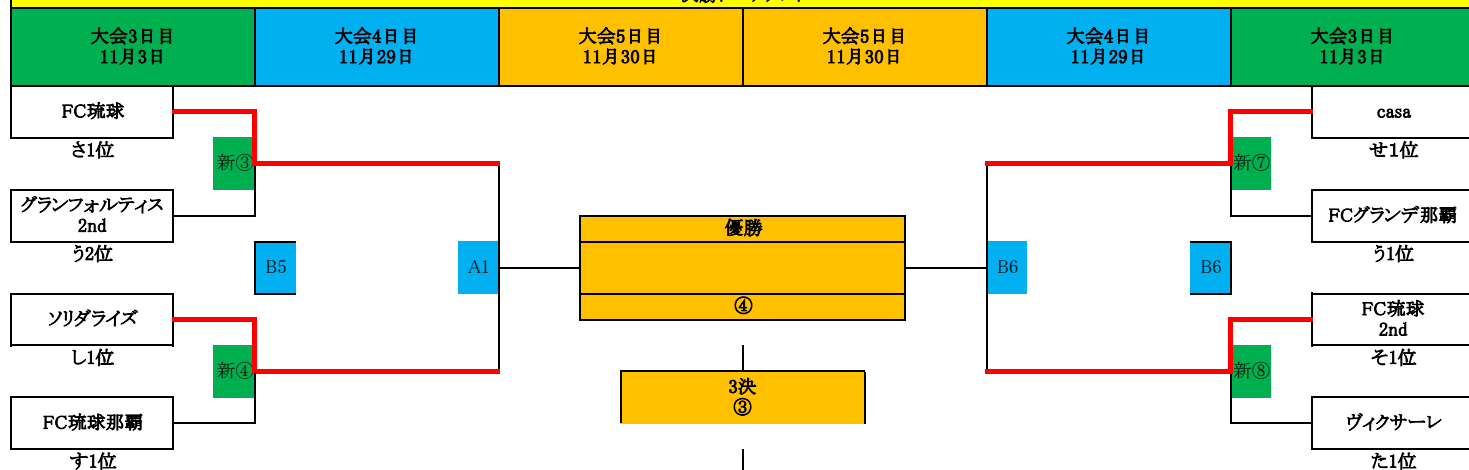 大会3日目
11月3日
大会4日目
11月29日
大会5日目
11月30日
大会5日目
11月30日
大会4日目
11月29日
大会3日目
11月3日
FC琉球
さ1位
新③
グランフォルティス
2nd
う2位
B5
A1
ソリダライズ
し1位
新④
FC琉球那覇
す1位
優勝
④
3決
③
casa
せ1位
新⑦
FCグランデ那覇
う1位
B6
B6
FC琉球
2nd
そ1位
新⑧
ヴィクサーレ
た1位